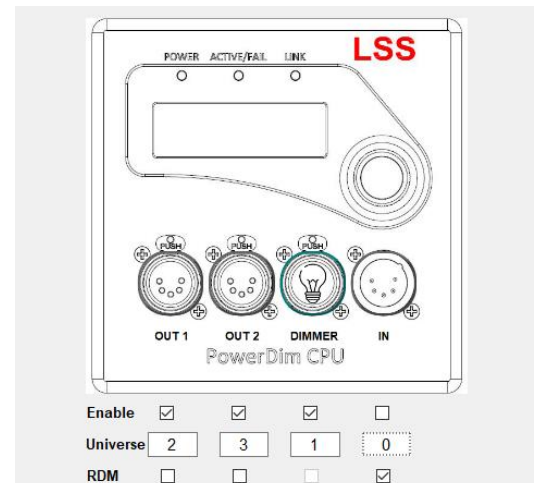 LSS
POWER ACTIVE/FAIL LINK
PUSH PUSH PUSH
OUT 1 OUT 2 DIMMER IN
PowerDim CPU
Enable
Universe 2 3 1 0
RDM